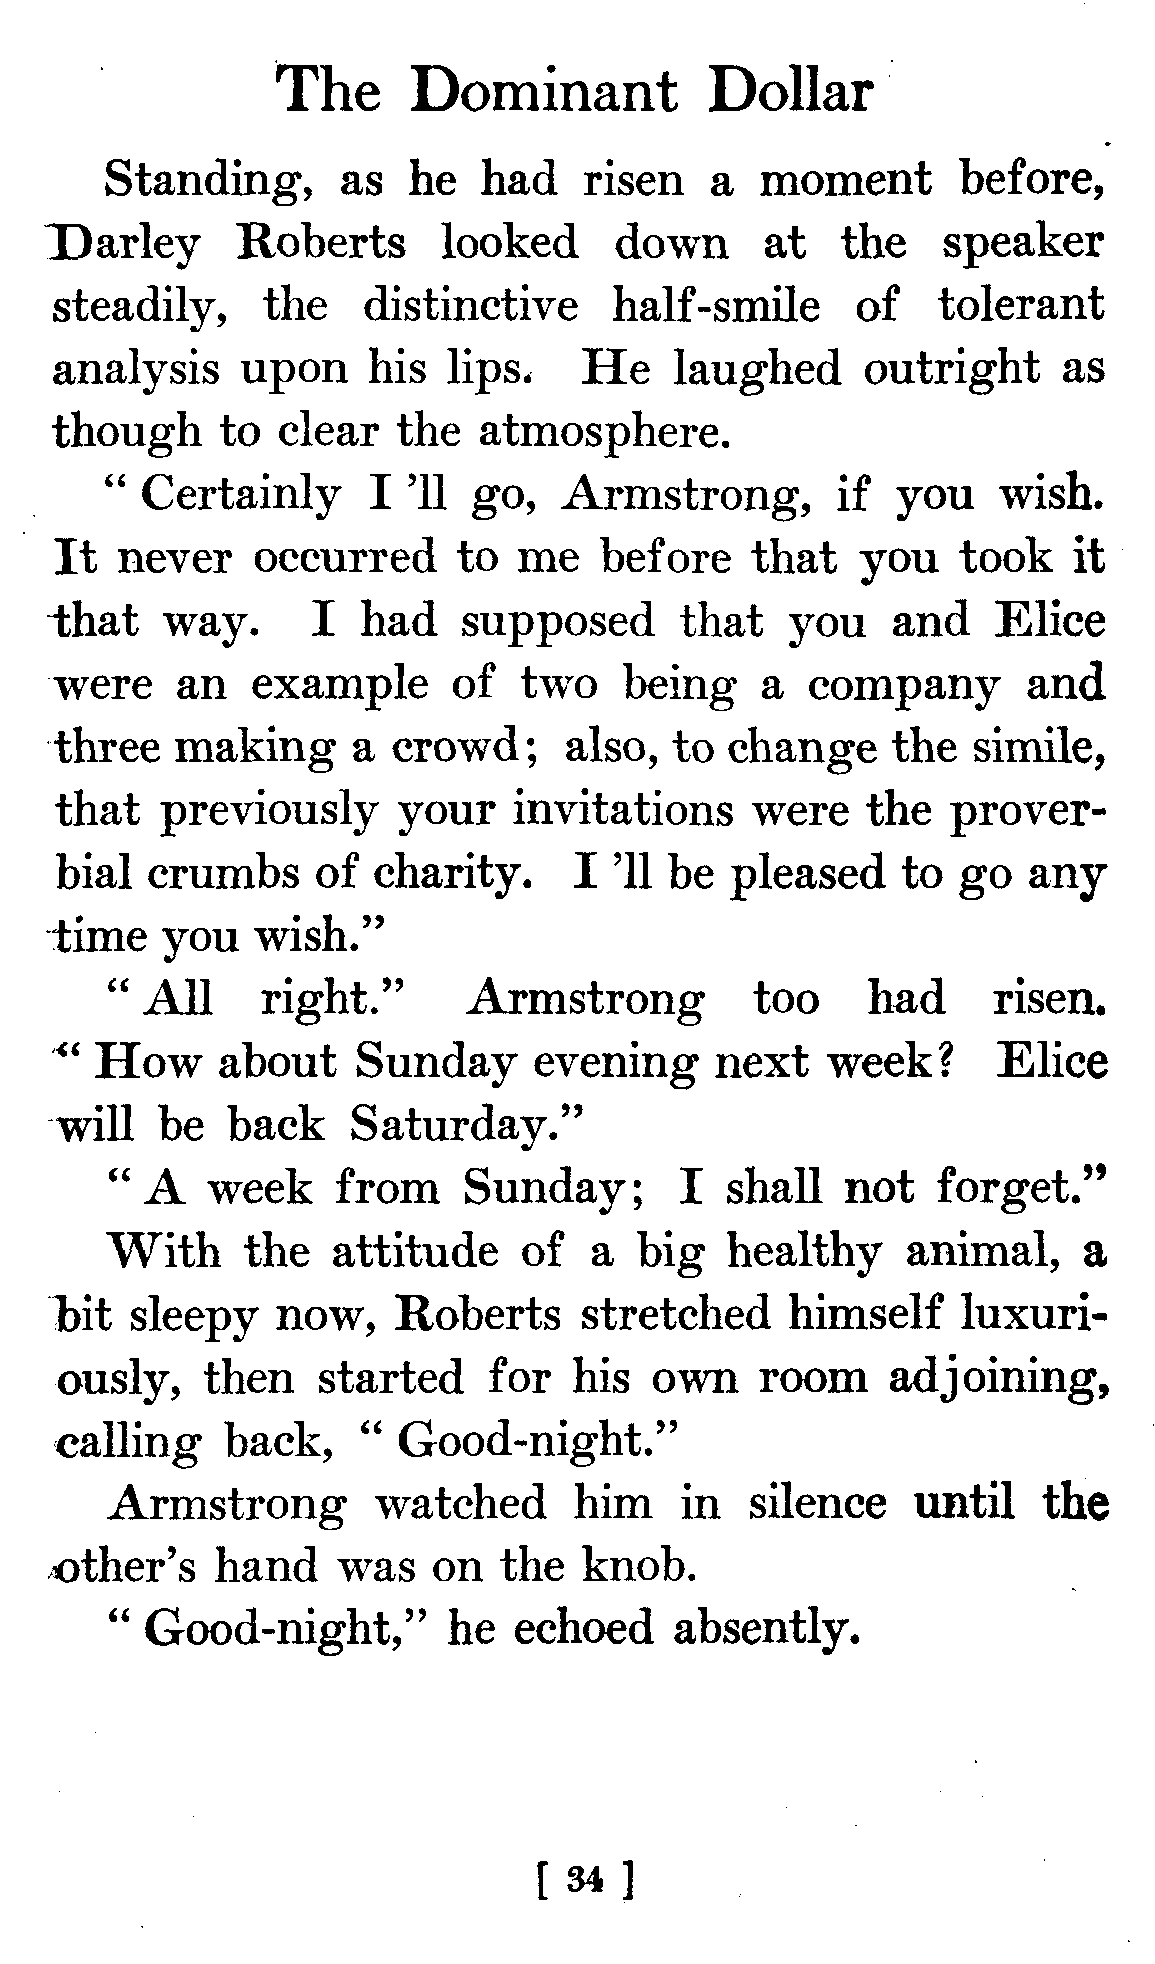 The Dominant Dollar
Standing, as he had risen a moment before,
Darley Roberts looked down at the speaker
steadily, the distinctive half-smile of tolerant
analysis upon his lips. He laughed outright as
though to clear the atmosphere.
“ Certainly I ’ll go, Armstrong, if you wish.
It never occurred to me before that you took it
that way. I had supposed that you and Elice
were an example of two being a company and
three making a crowd; also, to change the simile,
that previously your invitations were the prover-
bial crumbs of charity. I ’ll be pleased to go any
time you wish.”
“ All right.” Armstrong too had risen.
“ How about Sunday evening next week? Elice
will be back Saturday.”
“ A week from Sunday; I shall not forget.”
With the attitude of a big healthy animal, a
bit sleepy now, Roberts stretched himself luxuri-
ously, then started for his own room adjoining,
calling back, “ Good-night.”
Armstrong watched him in silence until the
other’s hand was on the knob.
“ Good-night,” he echoed absently.
[ 34 ]